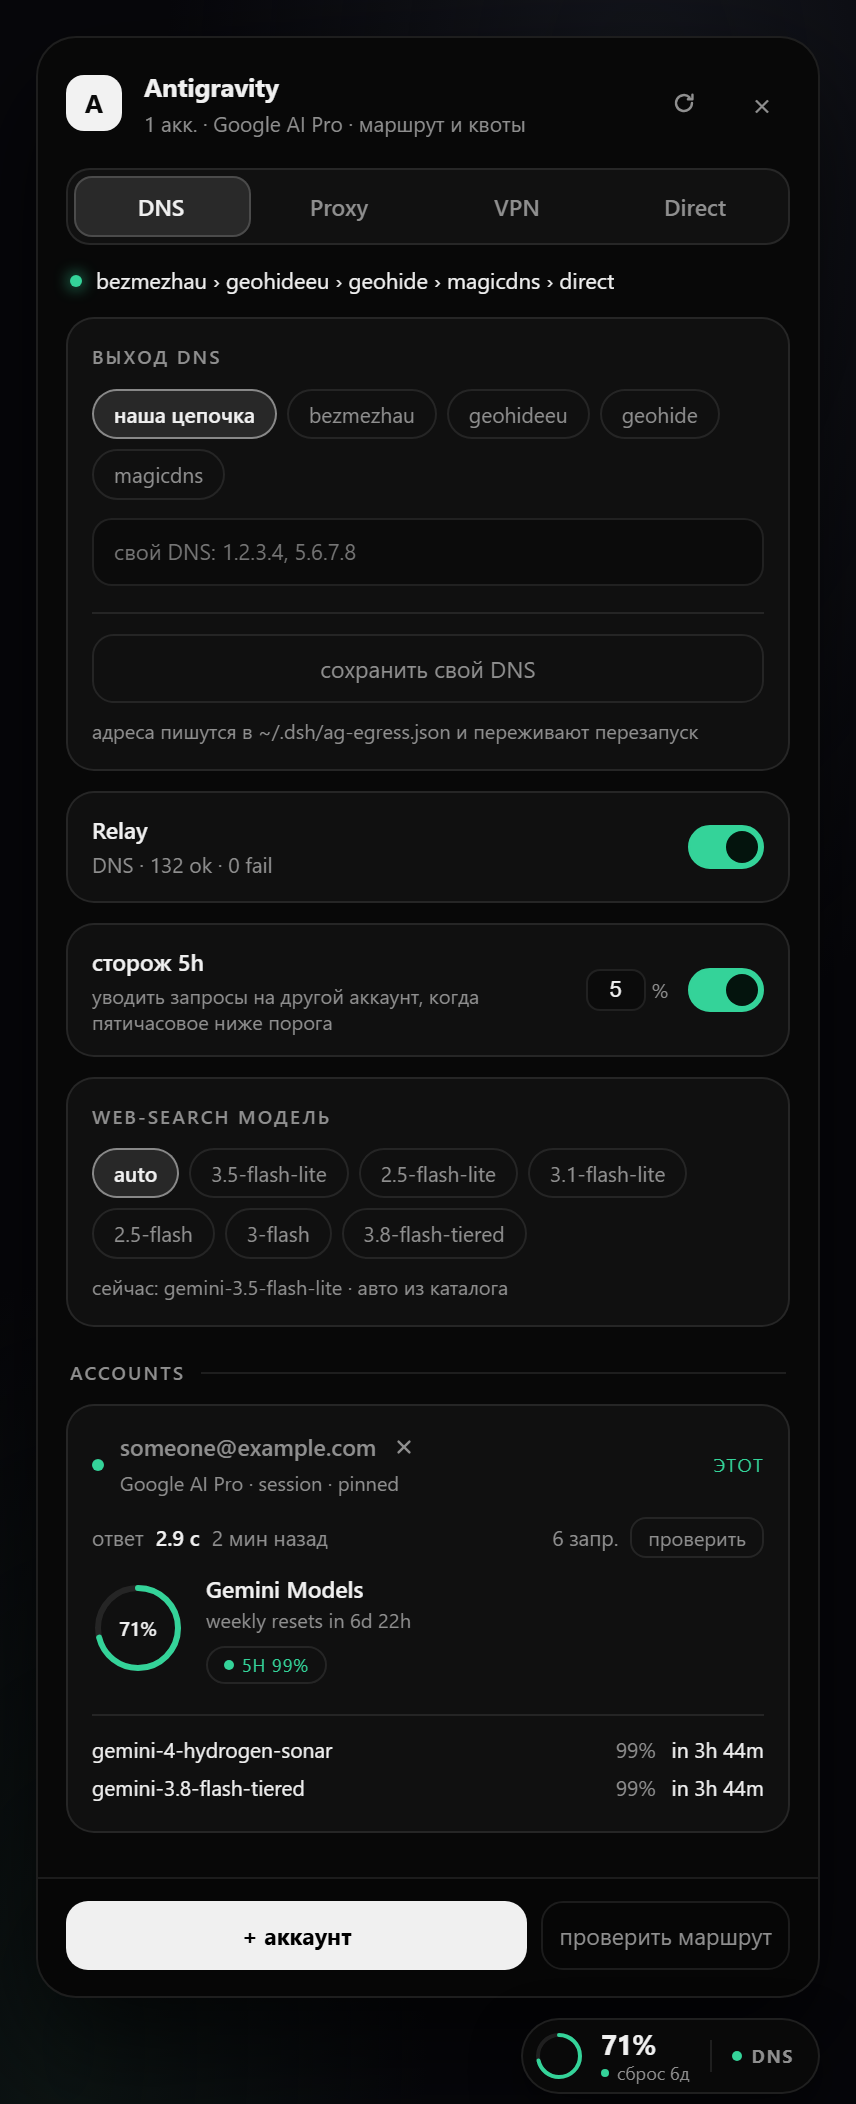 A
Antigravity
1 акк. · Google AI Pro · маршрут и квоты
DNS
Proxy
VPN
Direct
bezmezhau › geohideeu › geohide › magicdns › direct
ВЫХОД DNS
наша цепочка
bezmezhau
geohideeu
geohide
magicdns
свой DNS: 1.2.3.4, 5.6.7.8
сохранить свой DNS
адреса пишутся в ~/.dsh/ag-egress.json и переживают перезапуск
Relay
DNS · 132 ok · 0 fail
сторож 5h
уводить запросы на другой аккаунт, когда
пятичасовое ниже порога
5 %
WEB-SEARCH МОДЕЛЬ
auto
3.5-flash-lite
2.5-flash-lite
3.1-flash-lite
2.5-flash
3-flash
3.8-flash-tiered
сейчас: gemini-3.5-flash-lite · авто из каталога
ACCOUNTS
someone@example.com ✕
Google AI Pro · session · pinned
ЭТОТ
ответ 2.9 с 2 мин назад
6 запр.
проверить
71%
Gemini Models
weekly resets in 6d 22h
5H 99%
gemini-4-hydrogen-sonar 99% in 3h 44m
gemini-3.8-flash-tiered 99% in 3h 44m
+ аккаунт
проверить маршрут
71%
сброс 6д
DNS